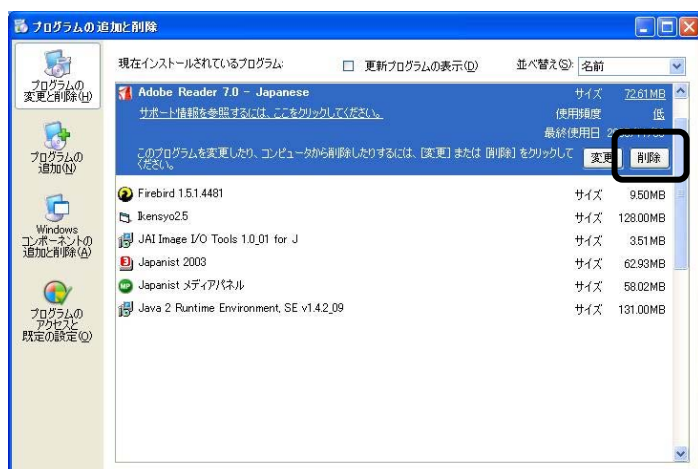 プログラムの追加と削除
プログラムの
変更と削除(H)
プログラムの
追加(N)
Windows
コンポーネントの
追加と削除(A)
プログラムの
アクセスと
既定の設定(O)
現在インストールされているプログラム:
更新プログラムの表示(D)
並べ替え(S): 名前
Adobe Reader 7.0 - Japanese サイズ 72.61MB
サポート情報を参照するには、ここをクリックしてください。 使用頻度 低
最終使用日
このプログラムを変更したり、コンピュータから削除したりするには、[変更] または [削除] をクリックして
ください。
変更 削除
Firebird 1.5.1.4481 サイズ 9.50MB
Ikensyo2.5 サイズ 128.00MB
JAI Image I/O Tools 1.0_01 for J サイズ 3.51MB
Japanist 2003 サイズ 62.93MB
Japanist メディアパネル サイズ 58.02MB
Java 2 Runtime Environment, SE v1.4.2_09 サイズ 131.00MB